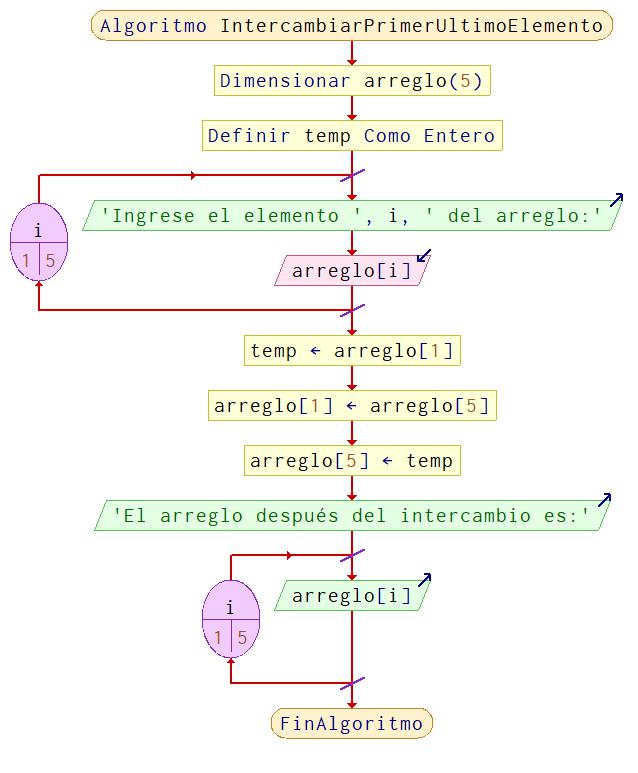 Algoritmo IntercambiarPrimerUltimoElemento
Dimensionar arreglo(5)
Definir temp Como Entero
'Ingrese el elemento ', i, ' del arreglo:'
i
1 5
arreglo[i]
temp ← arreglo[1]
arreglo[1] ← arreglo[5]
arreglo[5] ← temp
'El arreglo después del intercambio es:'
arreglo[i]
i
1 5
FinAlgoritmo